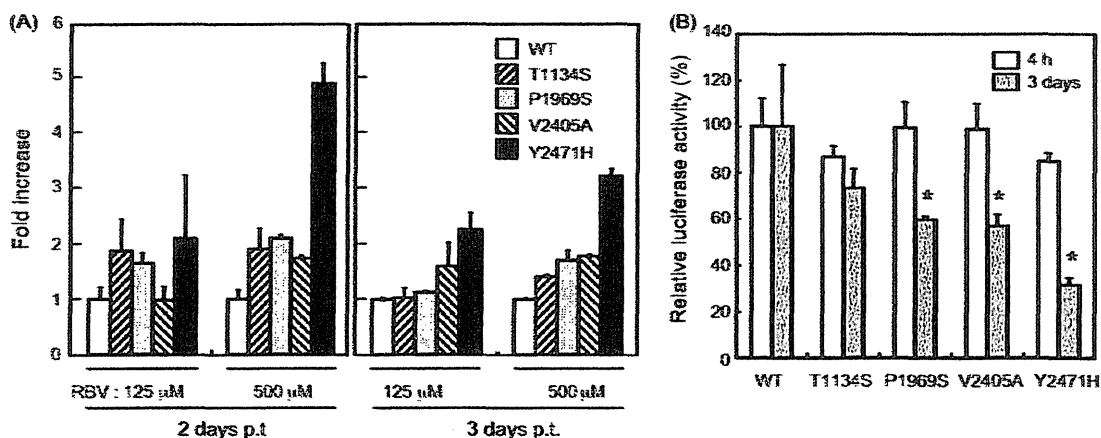 (A)
Fold increase
6
5
4
3
2
1
0
WT
T1134S
P1969S
V2405A
Y2471H
RBV : 125 µM
500 µM
125 µM
500 µM
2 days p.t
3 days p.t.
(B)
Relative luciferase activity (%)
140
120
100
80
60
40
20
0
4 h
3 days
*
*
*
WT
T1134S
P1969S
V2405A
Y2471H